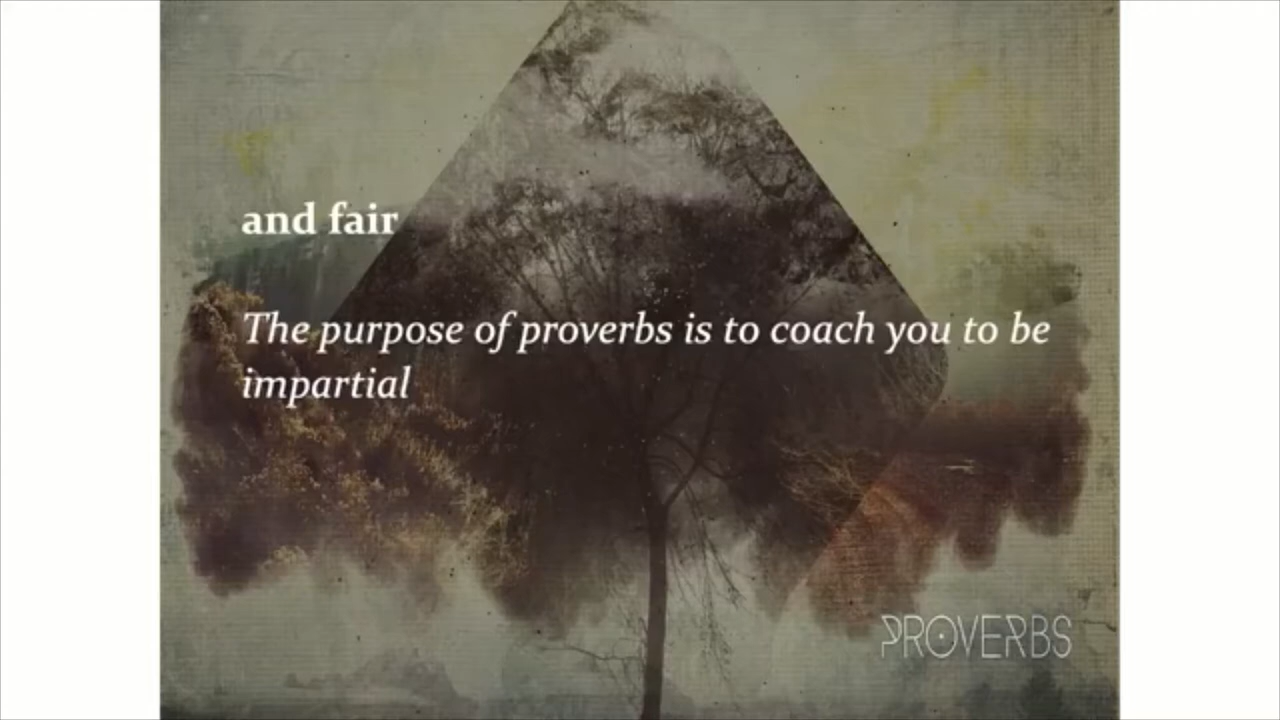 and fair
The purpose of proverbs is to coach you to be
impartial
PROVERBS